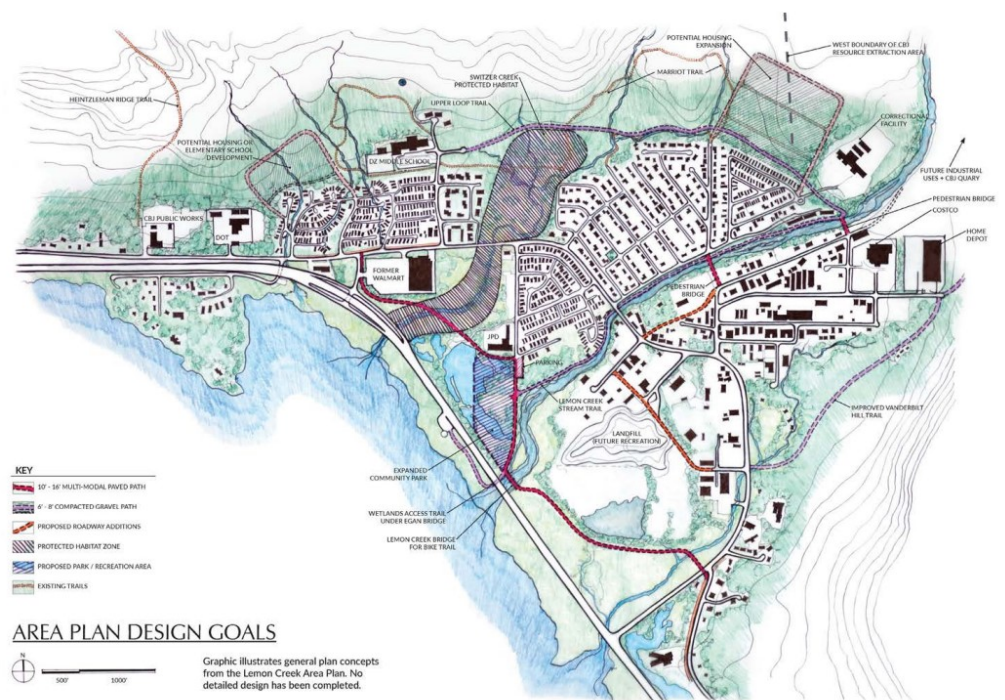 POTENTIAL HOUSING
EXPANSION
WEST BOUNDARY OF CBJ
RESOURCE EXTRACTION AREA
MARRIOT TRAIL
SWITZER CREEK
PROTECTED HABITAT
UPPER LOOP TRAIL
HEINTZLEMAN RIDGE TRAIL
CORRECTIONAL
FACILITY
POTENTIAL HOUSING OR
ELEMENTARY SCHOOL
DEVELOPMENT
DZ MIDDLE SCHOOL
FUTURE INDUSTRIAL
USES + CBJ QUARY
PEDESTRIAN BRIDGE
COSTCO
CBJ PUBLIC WORKS
DOT
HOME
DEPOT
FORMER
WALMART
PEDESTRIAN
BRIDGE
JPD
PARKING
LEMON CREEK
STREAM TRAIL
IMPROVED VANDERBILT
HILL TRAIL
LANDFILL
(FUTURE RECREATION)
EXPANDED
COMMUNITY PARK
WETLANDS ACCESS TRAIL
UNDER EGAN BRIDGE
LEMON CREEK BRIDGE
FOR BIKE TRAIL
KEY
10' - 16' MULTI-MODAL PAVED PATH
6' - 8' COMPACTED GRAVEL PATH
PROPOSED ROADWAY ADDITIONS
PROTECTED HABITAT ZONE
PROPOSED PARK / RECREATION AREA
EXISTING TRAILS
AREA PLAN DESIGN GOALS
N
500' 1000'
Graphic illustrates general plan concepts
from the Lemon Creek Area Plan. No
detailed design has been completed.